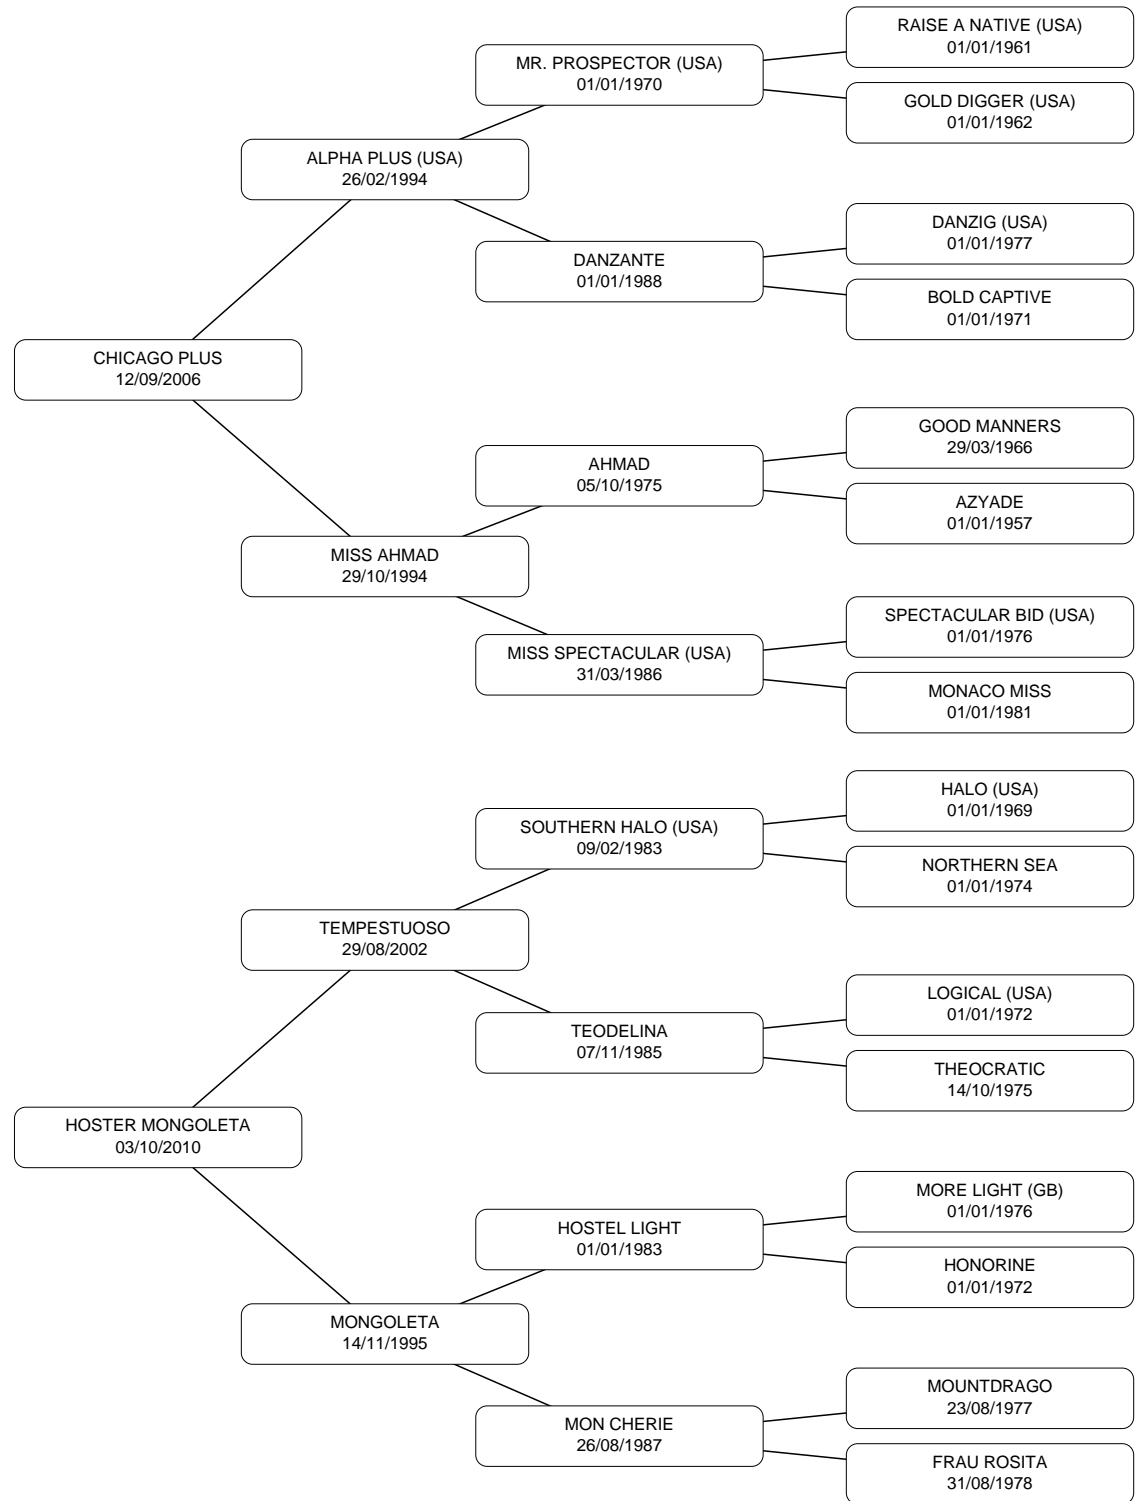 RAISE A NATIVE (USA)
01/01/1961
MR. PROSPECTOR (USA)
01/01/1970
GOLD DIGGER (USA)
01/01/1962
ALPHA PLUS (USA)
26/02/1994
DANZIG (USA)
01/01/1977
DANZANTE
01/01/1988
BOLD CAPTIVE
01/01/1971
CHICAGO PLUS
12/09/2006
GOOD MANNERS
29/03/1966
AHMAD
05/10/1975
AZYADE
01/01/1957
MISS AHMAD
29/10/1994
SPECTACULAR BID (USA)
01/01/1976
MISS SPECTACULAR (USA)
31/03/1986
MONACO MISS
01/01/1981
HALO (USA)
01/01/1969
SOUTHERN HALO (USA)
09/02/1983
NORTHERN SEA
01/01/1974
TEMPESTUOSO
29/08/2002
LOGICAL (USA)
01/01/1972
TEODELINA
07/11/1985
THEOCRATIC
14/10/1975
HOSTER MONGOLETA
03/10/2010
MORE LIGHT (GB)
01/01/1976
HOSTEL LIGHT
01/01/1983
HONORINE
01/01/1972
MONGOLETA
14/11/1995
MOUNTDRAGO
23/08/1977
MON CHERIE
26/08/1987
FRAU ROSITA
31/08/1978